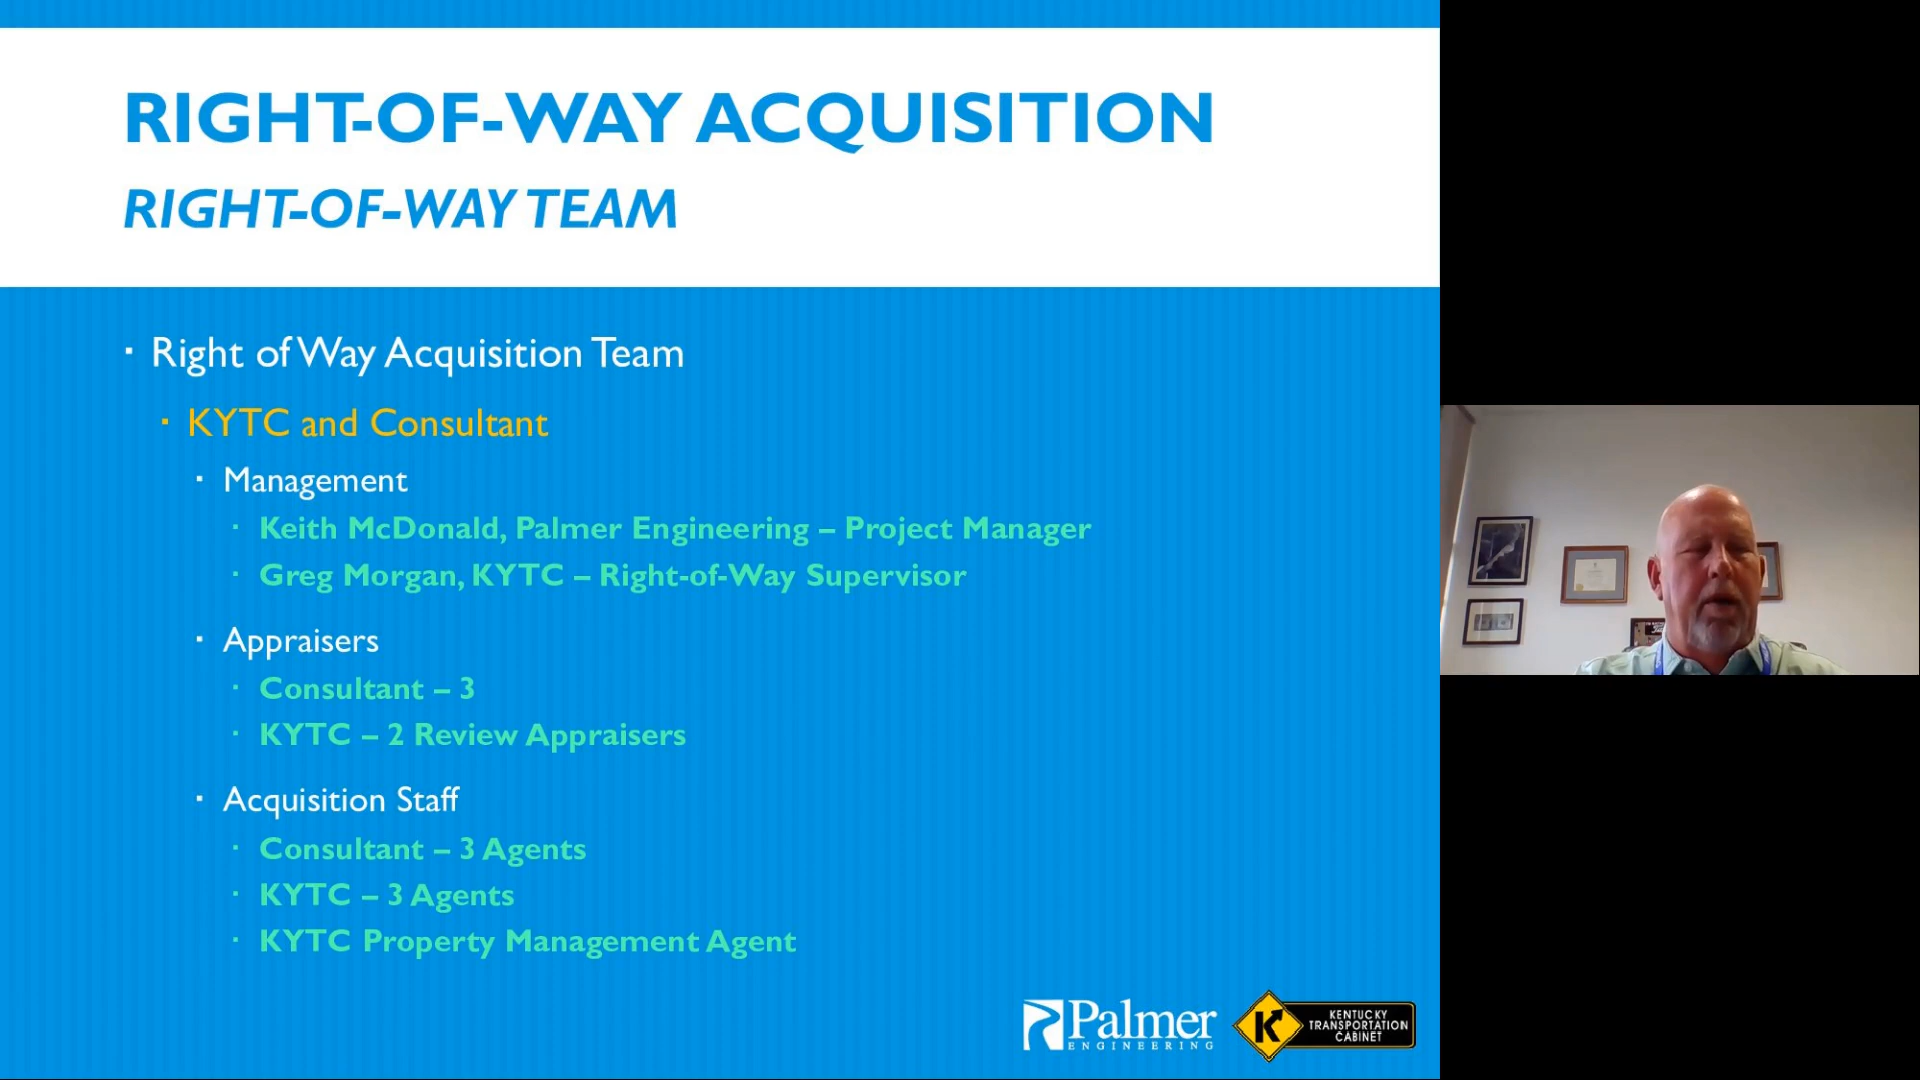 RIGHT-OF-WAY ACQUISITION
RIGHT-OF-WAY TEAM
Right of Way Acquisition Team
KYTC and Consultant
Management
Keith McDonald, Palmer Engineering – Project Manager
Greg Morgan, KYTC – Right-of-Way Supervisor
Appraisers
Consultant – 3
KYTC – 2 Review Appraisers
Acquisition Staff
Consultant – 3 Agents
KYTC – 3 Agents
KYTC Property Management Agent
Palmer
ENGINEERING
KENTUCKY
TRANSPORTATION
CABINET